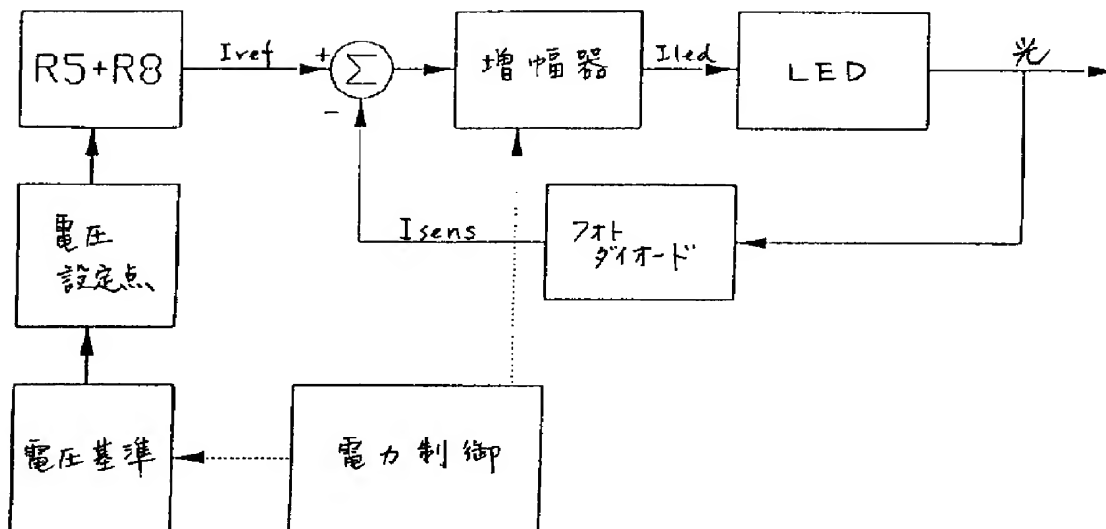 R5+R8
Iref
+
Σ
-
増幅器
Iled
LED
光
電圧
設定点
Isens
フォト
ダイオード
電圧基準
電力制御